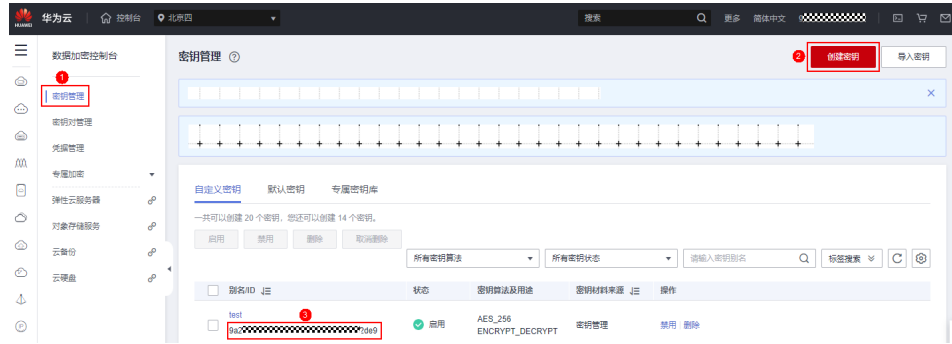 HUAWEI
华为云
控制台
北京四
搜索
更多
简体中文
数据加密控制台
密钥管理
2
创建密钥
导入密钥
1
密钥管理
密钥对管理
凭据管理
专属加密
弹性云服务器
对象存储服务
云备份
云硬盘
自定义密钥 默认密钥 专属密钥库
一共可以创建 20 个密钥，您还可以创建 14 个密钥。
启用 禁用 删除 取消删除
所有密钥算法 所有密钥状态 请输入密钥别名 标签搜索
别名/ID 状态 密钥算法及用途 密钥材料来源 操作
test
3
9a2
de9
启用
AES_256
ENCRYPT_DECRYPT
密钥管理
禁用 删除